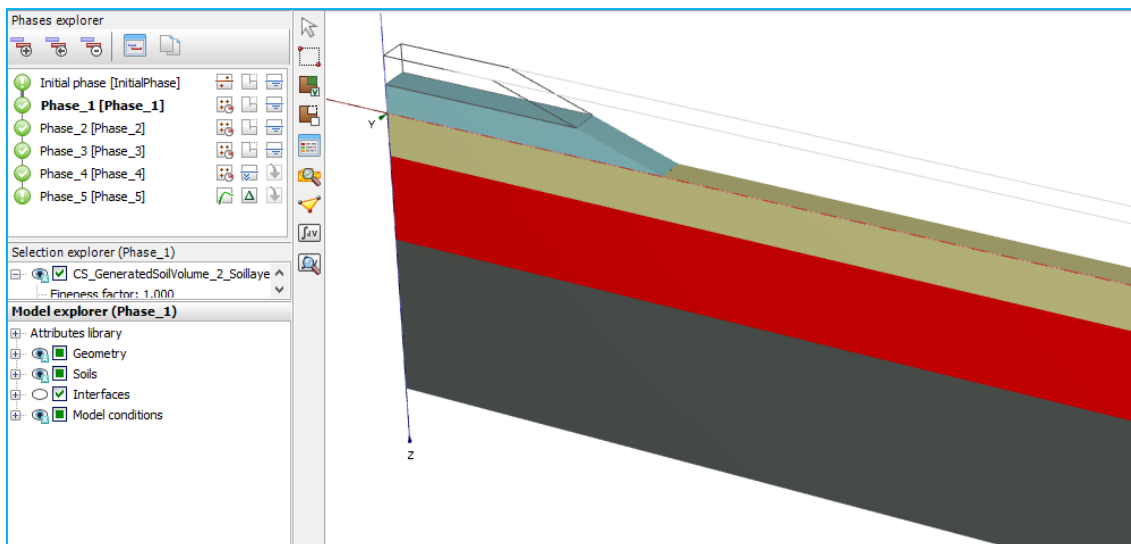 Phases explorer
Initial phase [InitialPhase]
Phase_1 [Phase_1]
Phase_2 [Phase_2]
Phase_3 [Phase_3]
Phase_4 [Phase_4]
Phase_5 [Phase_5]
Selection explorer (Phase_1)
CS_GeneratedSoilVolume_2_Soillaye
Fineness factor: 1.000
Model explorer (Phase_1)
Attributes library
Geometry
Soils
Interfaces
Model conditions
∫dV
Y
Z